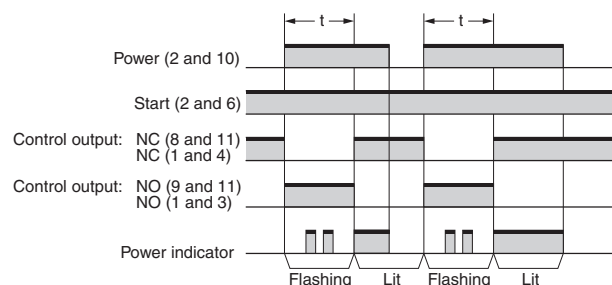 t
t
Power (2 and 10)
Start (2 and 6)
Control output: NC (8 and 11)
NC (1 and 4)
Control output: NO (9 and 11)
NO (1 and 3)
Power indicator
Flashing Lit Flashing Lit